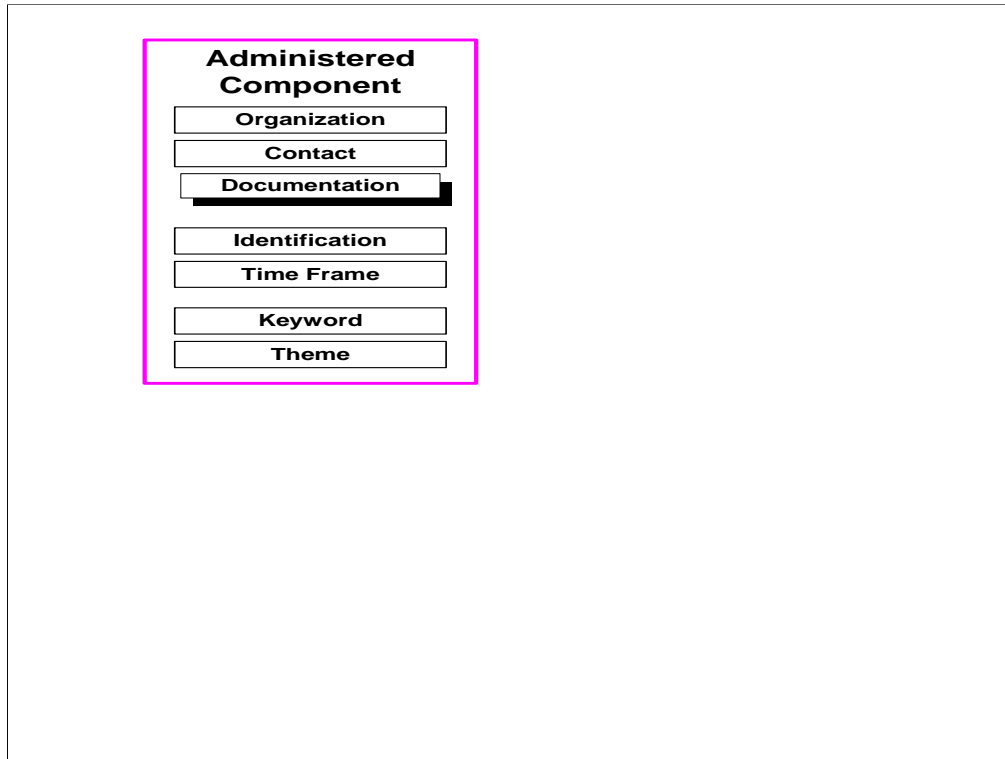 Administered
Component
Organization
Contact
Documentation
Identification
Time Frame
Keyword
Theme